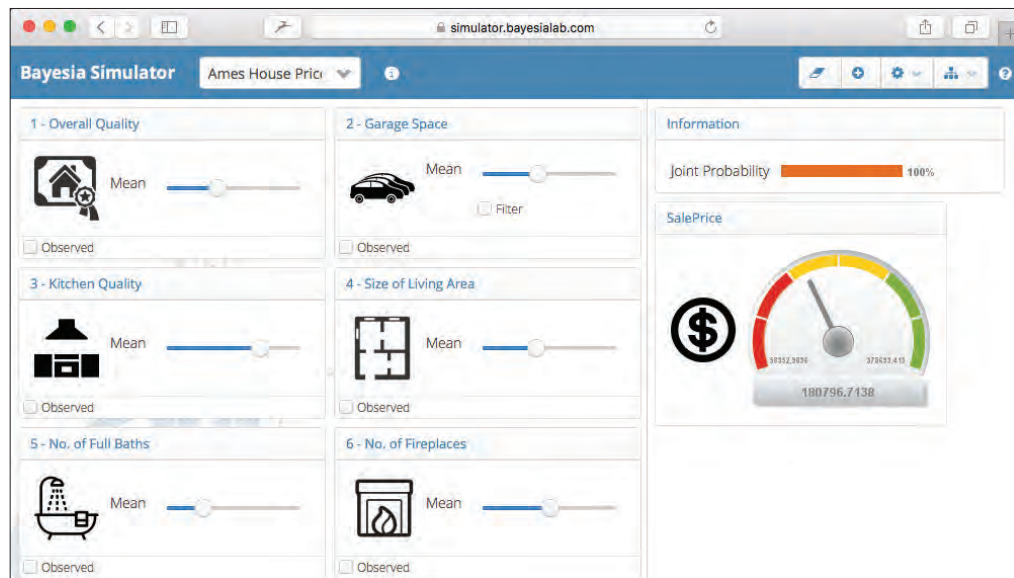 simulator.bayesialab.com
Bayesia Simulator
Ames House Pric
1 - Overall Quality
Mean
Observed
2 - Garage Space
Mean
Filter
Observed
3 - Kitchen Quality
Mean
Observed
4 - Size of Living Area
Mean
Observed
5 - No. of Full Baths
Mean
Observed
6 - No. of Fireplaces
Mean
Observed
Information
Joint Probability 100%
SalePrice
180796.7138